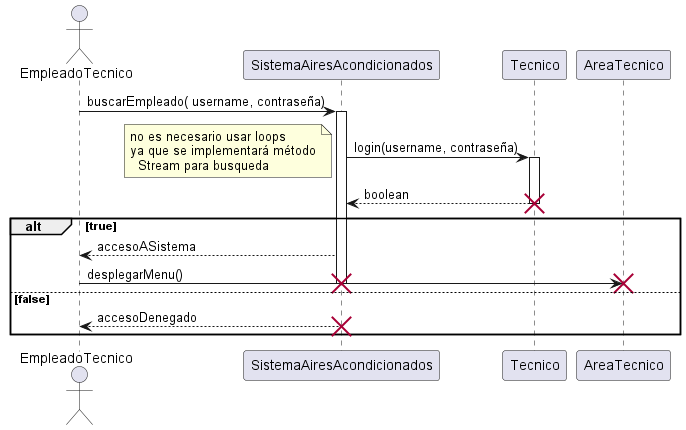 EmpleadoTecnico
SistemaAiresAcondicionados
Tecnico
AreaTecnico
buscarEmpleado( username, contraseña)
no es necesario usar loops
ya que se implementará método
Stream para busqueda
login(username, contraseña)
boolean
alt
[true]
accesoASistema
desplegarMenu()
[false]
accesoDenegado
EmpleadoTecnico
SistemaAiresAcondicionados
Tecnico
AreaTecnico